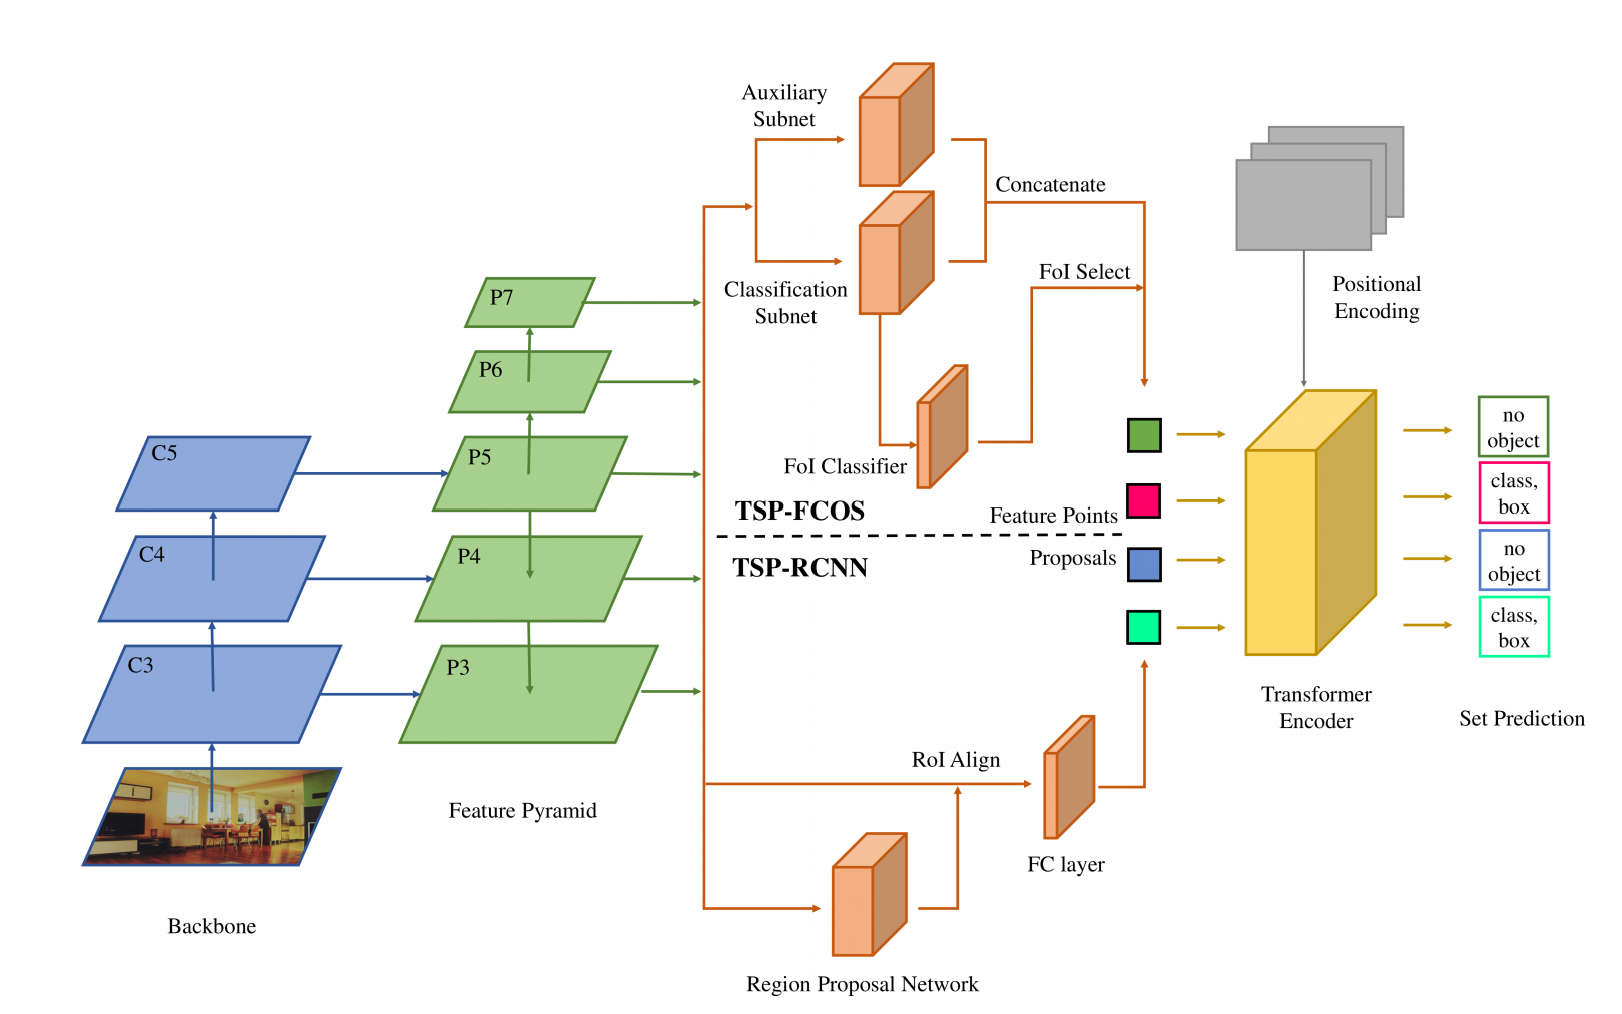 Auxiliary
Subnet
Concatenate
Classification
Subnet
FoI Select
FoI Classifier
Positional
Encoding
P7
P6
P5
P4
P3
C5
C4
C3
TSP-FCOS
TSP-RCNN
Feature Points
Proposals
no
object
class,
box
no
object
class,
box
Transformer
Encoder
Set Prediction
RoI Align
FC layer
Feature Pyramid
Backbone
Region Proposal Network